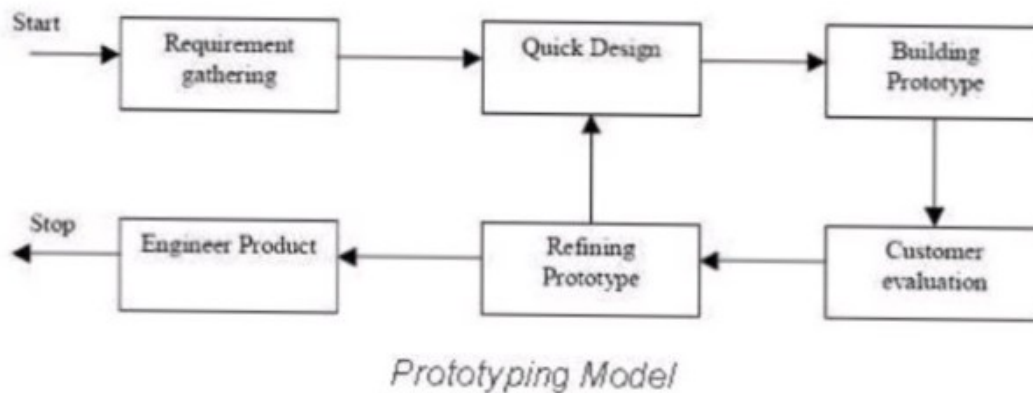 Start
Requirement
gathering
Quick Design
Building
Prototype
Stop
Engineer Product
Refining
Prototype
Customer
evaluation
Prototyping Model